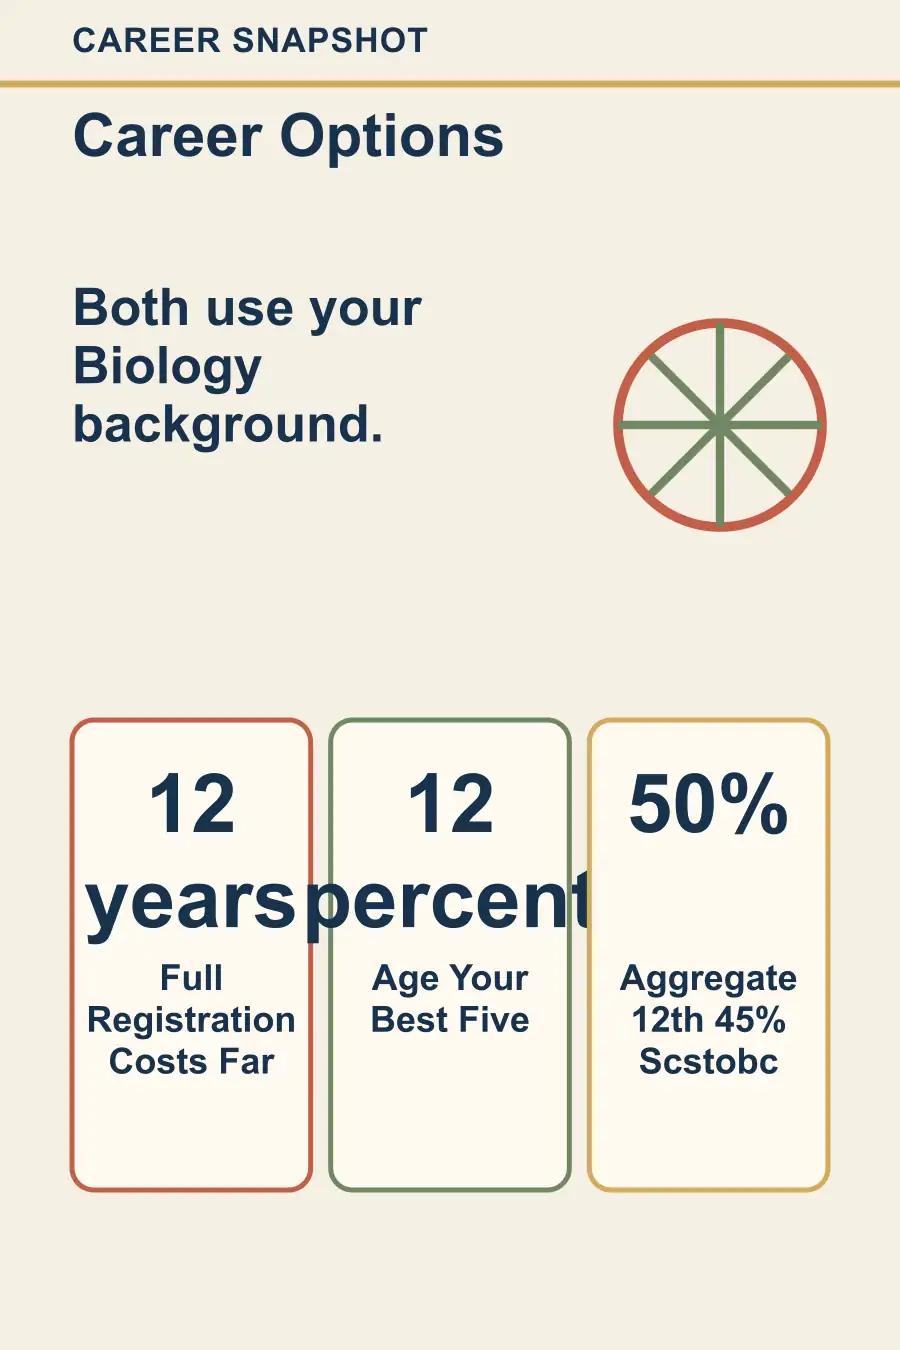 CAREER SNAPSHOT
Career Options
Both use your
Biology
background.
12
years
Full
Registration
Costs Far
12
percent
Age Your
Best Five
50%
Aggregate
12th 45%
Scstobc